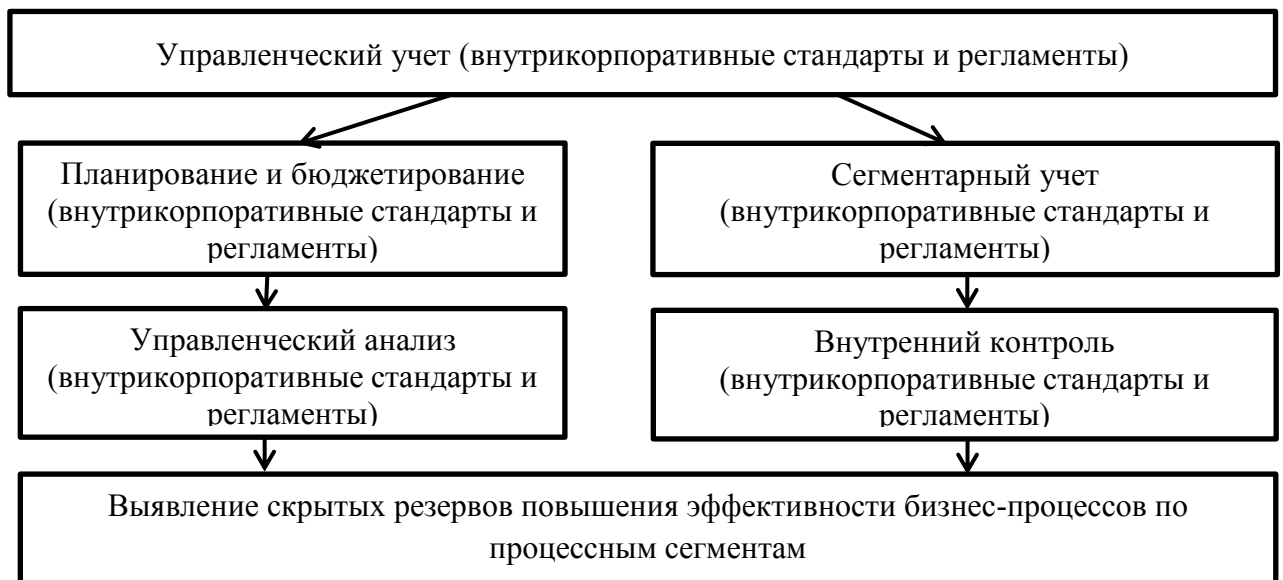 Управленческий учет (внутрикорпоративные стандарты и регламенты)
Планирование и бюджетирование
(внутрикорпоративные стандарты и
регламенты)
Сегментарный учет
(внутрикорпоративные стандарты и
регламенты)
Управленческий анализ
(внутрикорпоративные стандарты и
регламенты)
Внутренний контроль
(внутрикорпоративные стандарты и
регламенты)
Выявление скрытых резервов повышения эффективности бизнес-процессов по
процессным сегментам